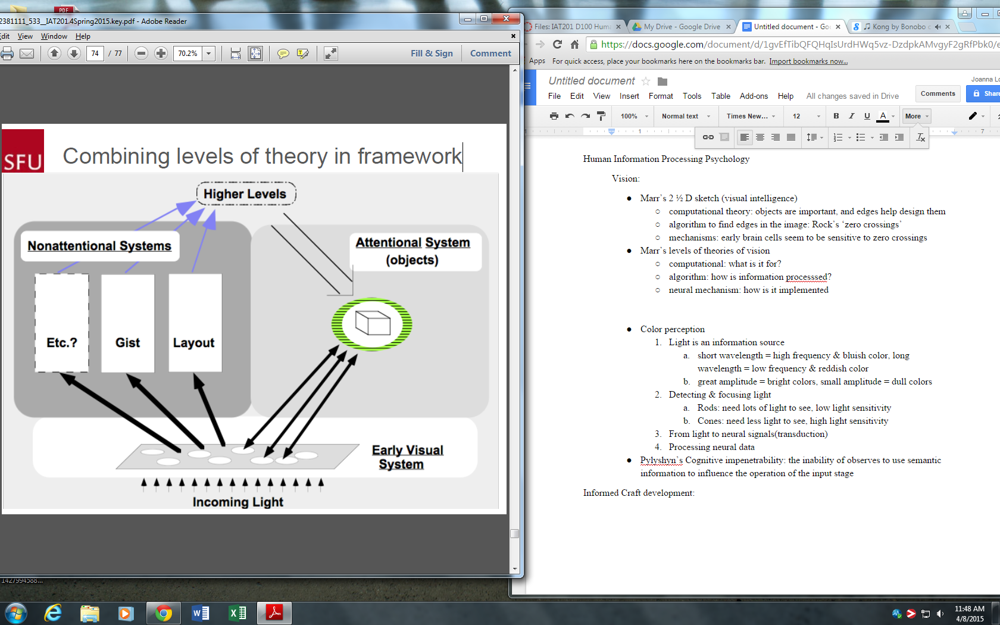 PDF
2381111_533__IAT201.4Spring2015.key.pdf - Adobe Reader
dit View Window Help
74 / 77 70.2% Fill & Sign Comment
SFU Combining levels of theory in framework
Higher Levels
Nonattentional Systems
Attentional System
(objects)
Etc.? Gist Layout
Early Visual
System
Incoming Light
1427994588...
Files: IAT201 D100 Huma My Drive - Google Drive Untitled document - Goo Kong by Bonobo
https://docs.google.com/document/d/1gvEfTibQFQHqIsUrdHWq5vz-DzdpkAMvgyF2gRfPbk0/e
Apps For quick access, place your bookmarks here on the bookmarks bar. Import bookmarks now...
Untitled document
Joanna Lo
File Edit View Insert Format Tools Table Add-ons Help All changes saved in Drive Comments Share
100% Normal text Times New... 12 B I U A More
1 7
Human Information Processing Psychology
Vision:
● Marr’s 2 ½ D sketch (visual intelligence)
○ computational theory: objects are important, and edges help design them
○ algorithm to find edges in the image: Rock’s ‘zero crossings’
○ mechanisms: early brain cells seem to be sensitive to zero crossings
● Marr’s levels of theories of vision
○ computational: what is it for?
○ algorithm: how is information processsed?
○ neural mechanism: how is it implemented
● Color perception
1. Light is an information source
a. short wavelength = high frequency & bluish color, long
wavelength = low frequency & reddish color
b. great amplitude = bright colors, small amplitude = dull colors
2. Detecting & focusing light
a. Rods: need lots of light to see, low light sensitivity
b. Cones: need less light to see, high light sensitivity
3. From light to neural signals(transduction)
4. Processing neural data
● Pylyshyn’s Cognitive impenetrability: the inability of observes to use semantic
information to influence the operation of the input stage
Informed Craft development:
11:48 AM
4/8/2015